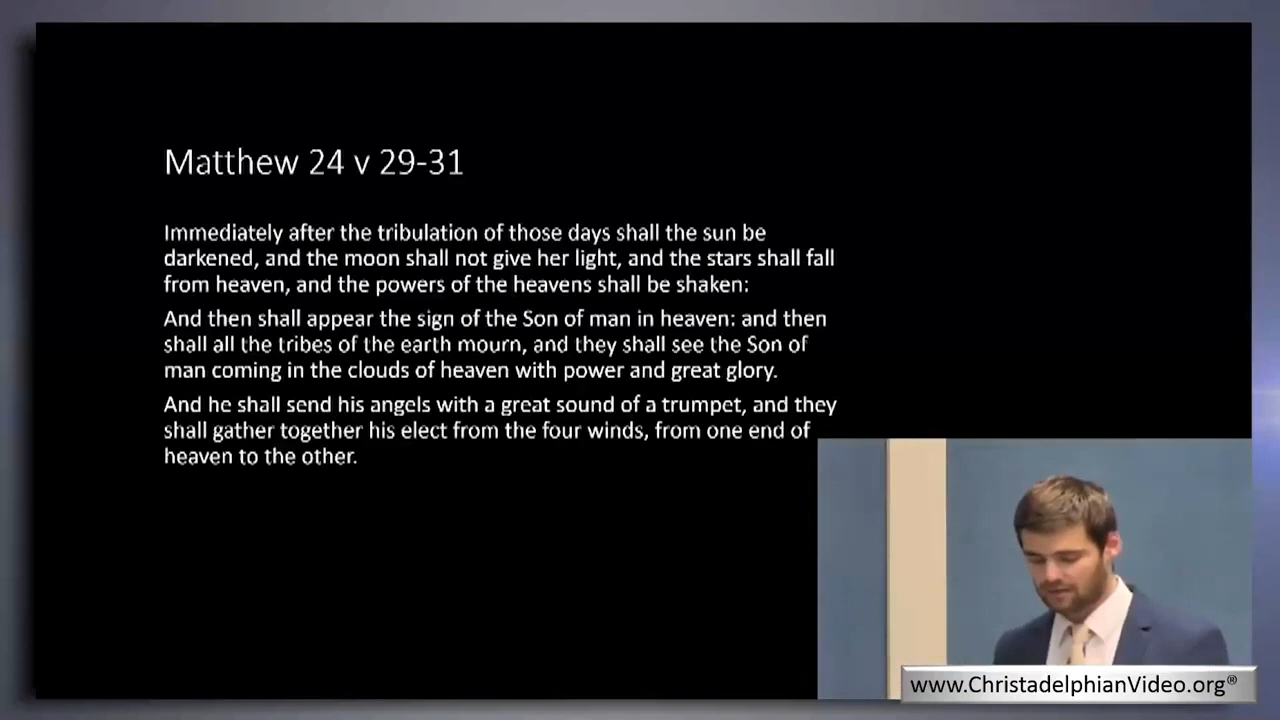 Matthew 24 v 29-31
Immediately after the tribulation of those days shall the sun be
darkened, and the moon shall not give her light, and the stars shall fall
from heaven, and the powers of the heavens shall be shaken:
And then shall appear the sign of the Son of man in heaven: and then
shall all the tribes of the earth mourn, and they shall see the Son of
man coming in the clouds of heaven with power and great glory.
And he shall send his angels with a great sound of a trumpet, and they
shall gather together his elect from the four winds, from one end of
heaven to the other.
www.ChristadelphianVideo.org®